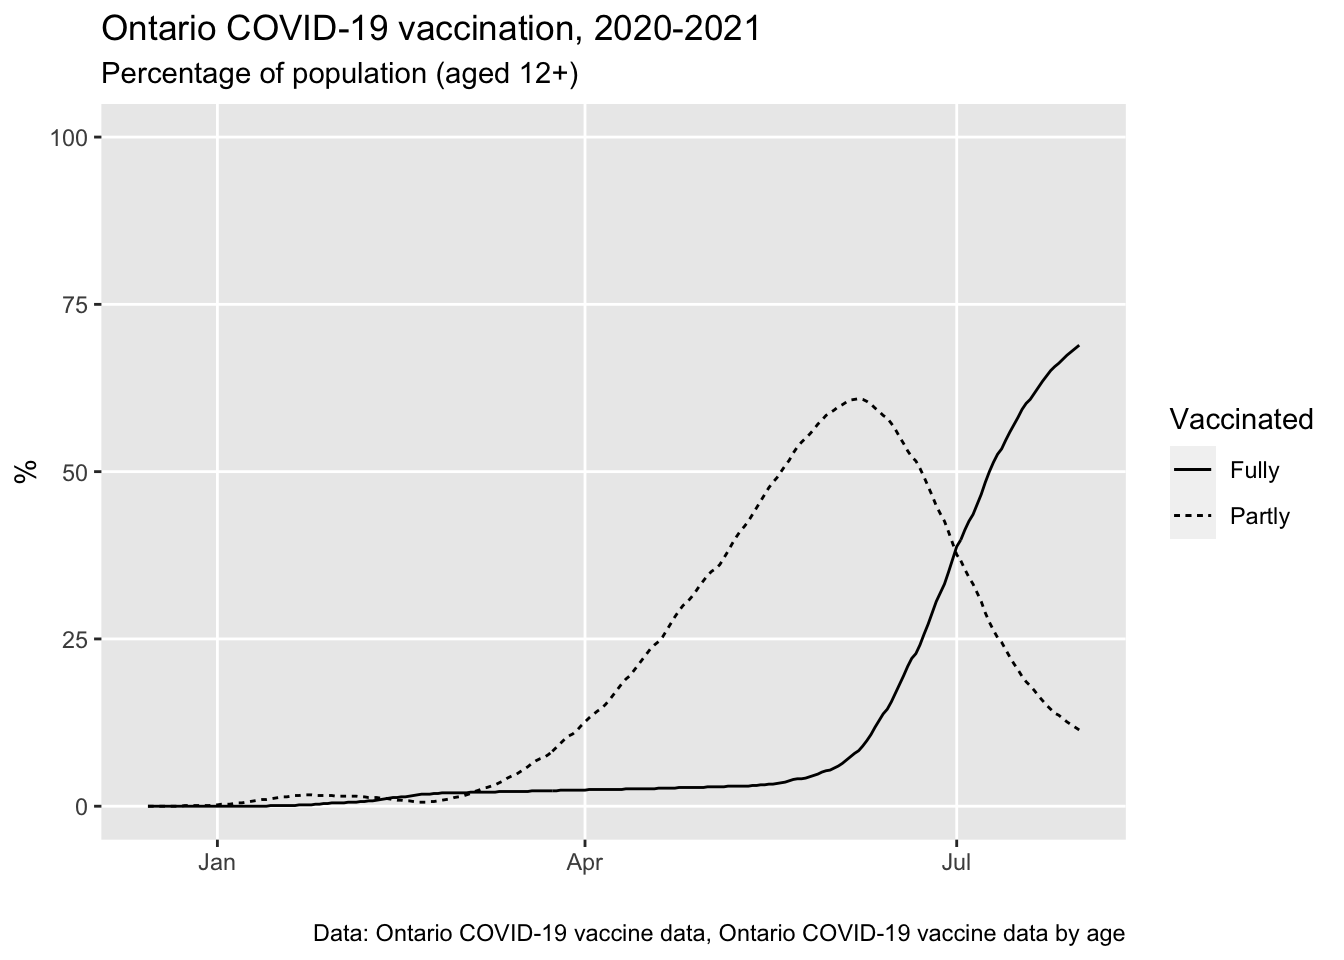 Ontario COVID-19 vaccination, 2020-2021
Percentage of population (aged 12+)
100
75
50
25
0
%
Jan
Apr
Jul
Vaccinated
Fully
Partly
Data: Ontario COVID-19 vaccine data, Ontario COVID-19 vaccine data by age